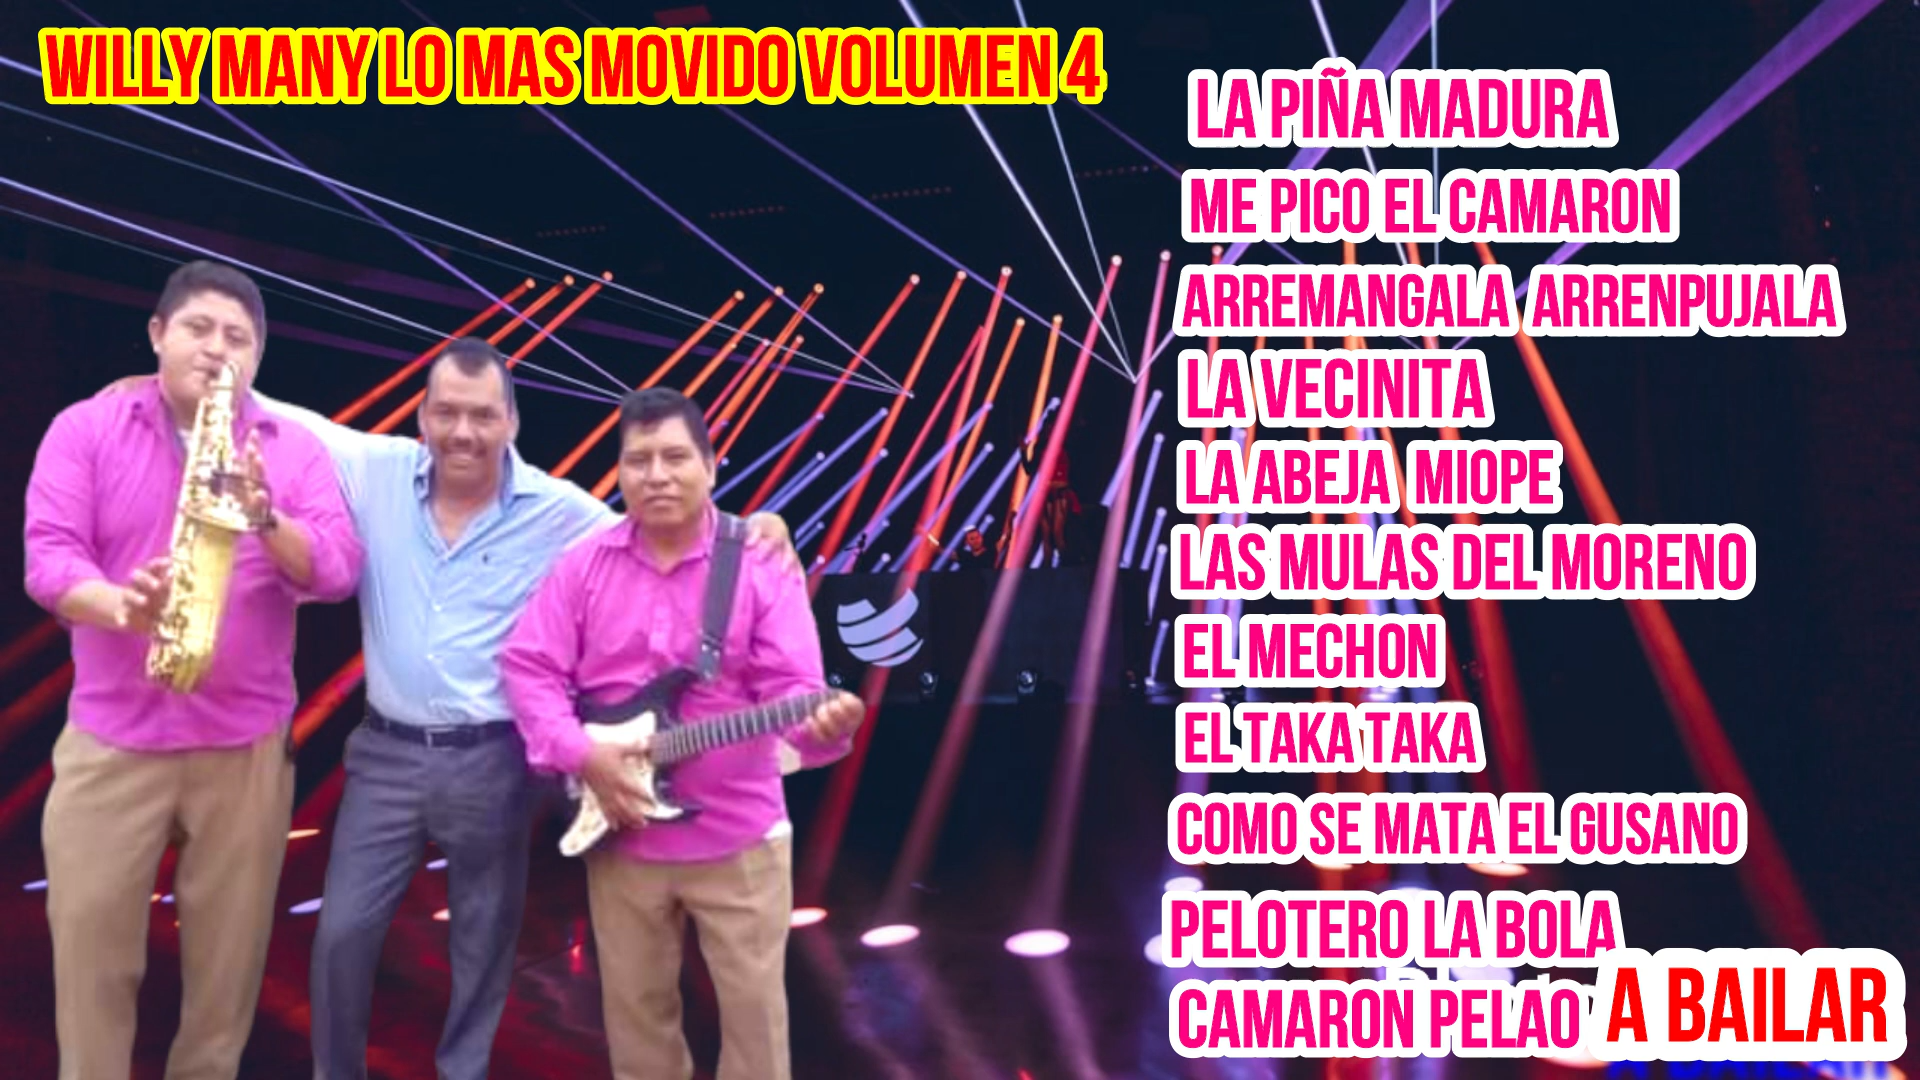 WILLY MANY LO MAS MOVIDO VOLUMEN 4
LA PIÑA MADURA
ME PICO EL CAMARON
ARREMANGALA ARRENPUJALA
LA VECINITA
LA ABEJA MIOPE
LAS MULAS DEL MORENO
EL MECHON
EL TAKA TAKA
COMO SE MATA EL GUSANO
PELOTERO LA BOLA
CAMARON PELAO
A BAILAR